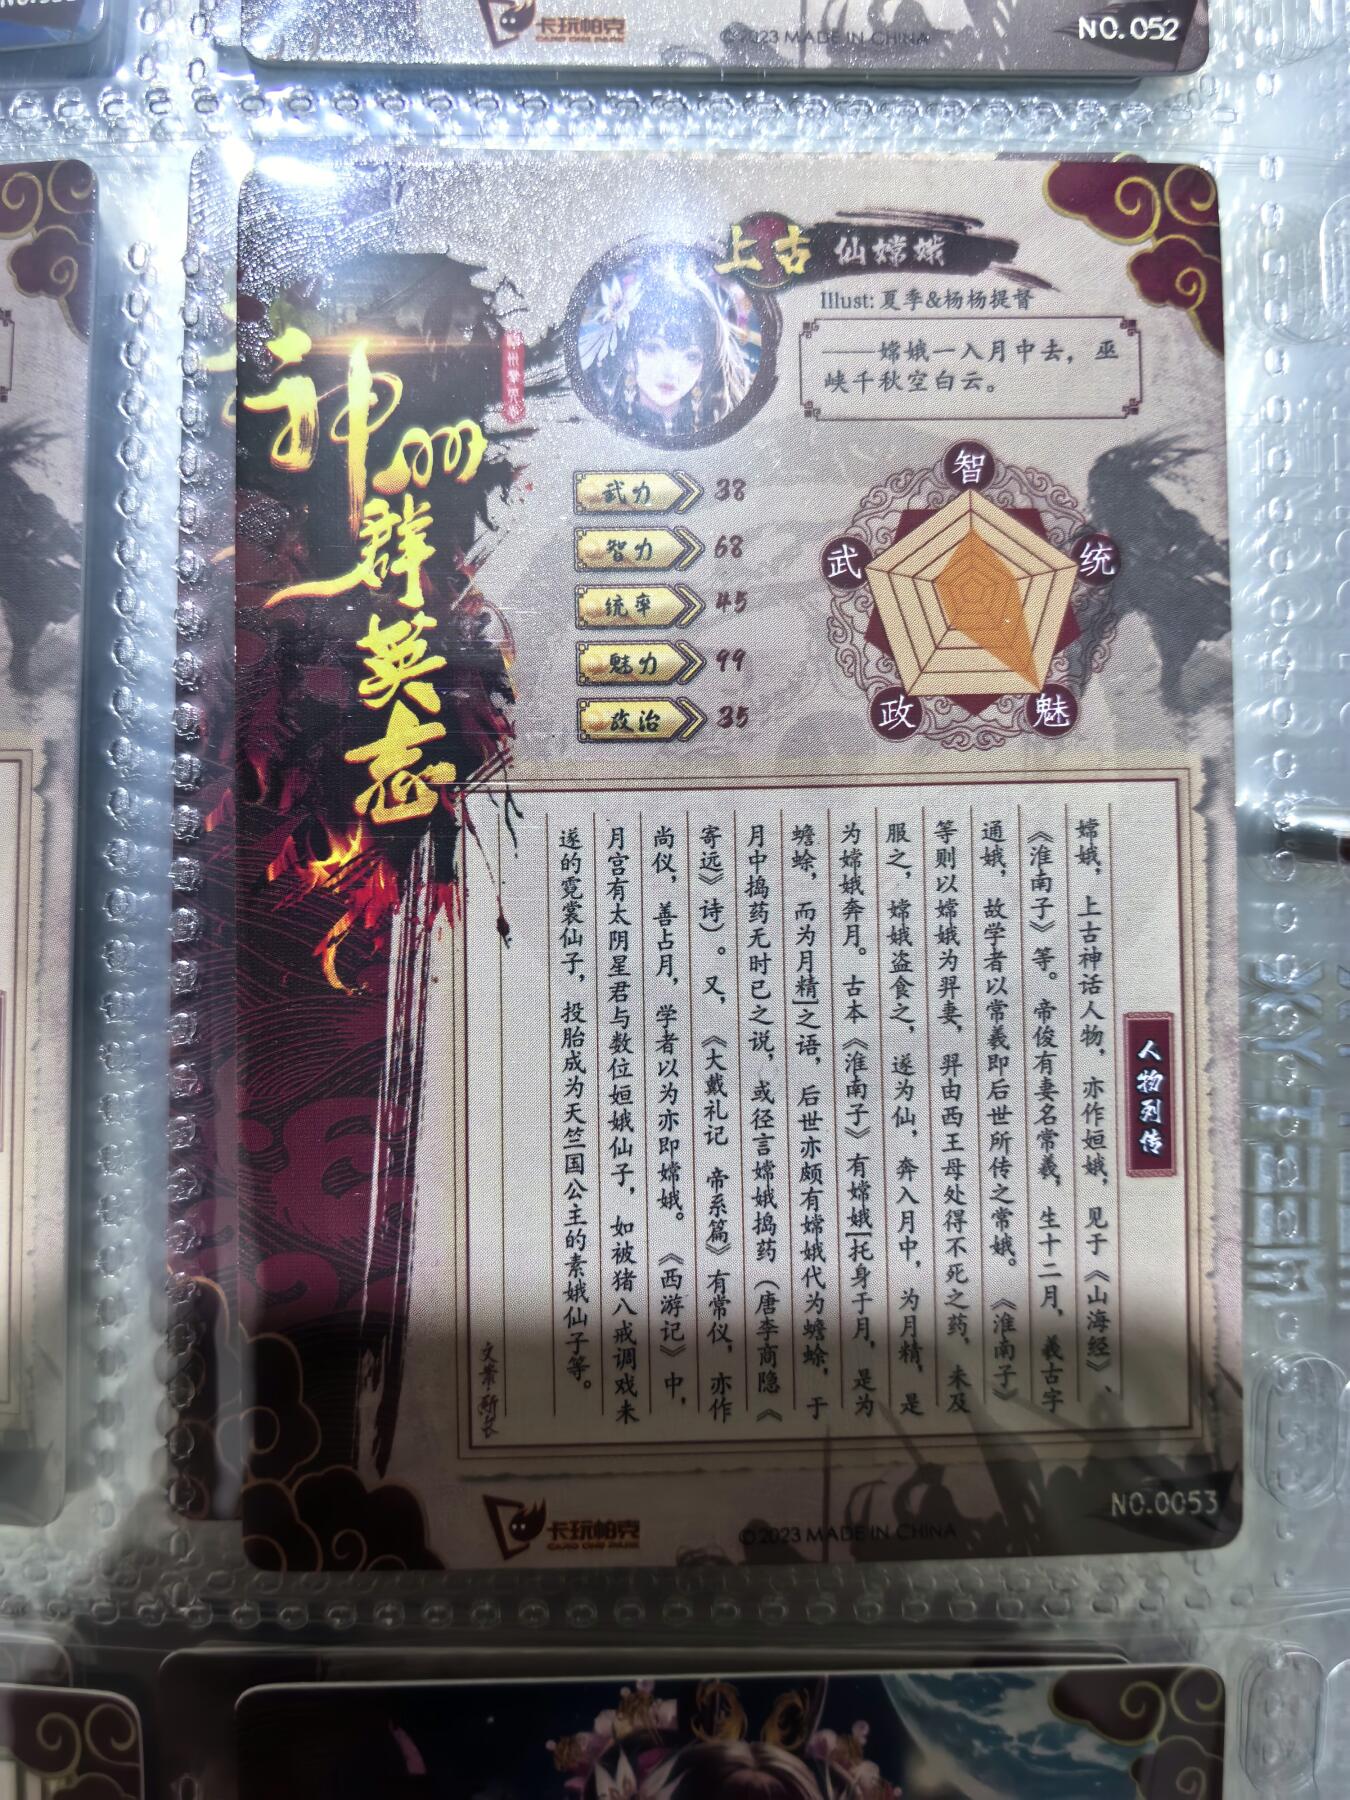 卡玩帕克
CARD ONE PARK
©2023 MADE IN CHINA
NO.052
上古 仙嫦娥
Illust: 夏季&杨杨提督
——嫦娥一入月中去，巫
峡千秋空白云。
神州
群英志
武力 38
智力 68
统率 45
魅力 99
政治 35
智
武
统
政
魅
人物列传
嫦娥，上古神话人物，亦作姮娥，见于《山海经》、
《淮南子》等。帝俊有妻名常羲，生十二月，羲古字
通娥，故学者以常羲即后世所传之常娥。《淮南子》
等则以嫦娥为羿妻，羿由西王母处得不死之药，未及
服之，嫦娥盗食之，遂为仙，奔入月中，为月精，是
为嫦娥奔月。古本《淮南子》有嫦娥「托身于月，是为
蟾蜍，而为月精」之语，后世亦颇有嫦娥代为蟾蜍，于
月中捣药无时已之说，或径言嫦娥捣药（唐李商隐《
寄远》诗）。又，《大戴礼记 帝系篇》有常仪，亦作
尚仪，善占月，学者以为亦即嫦娥。《西游记》中，
月宫有太阴星君与数位姮娥仙子，如被猪八戒调戏未
遂的霓裳仙子，投胎成为天竺国公主的素娥仙子等。
卡玩帕克
CARD ONE PARK
©2023 MADE IN CHINA
NO.0053